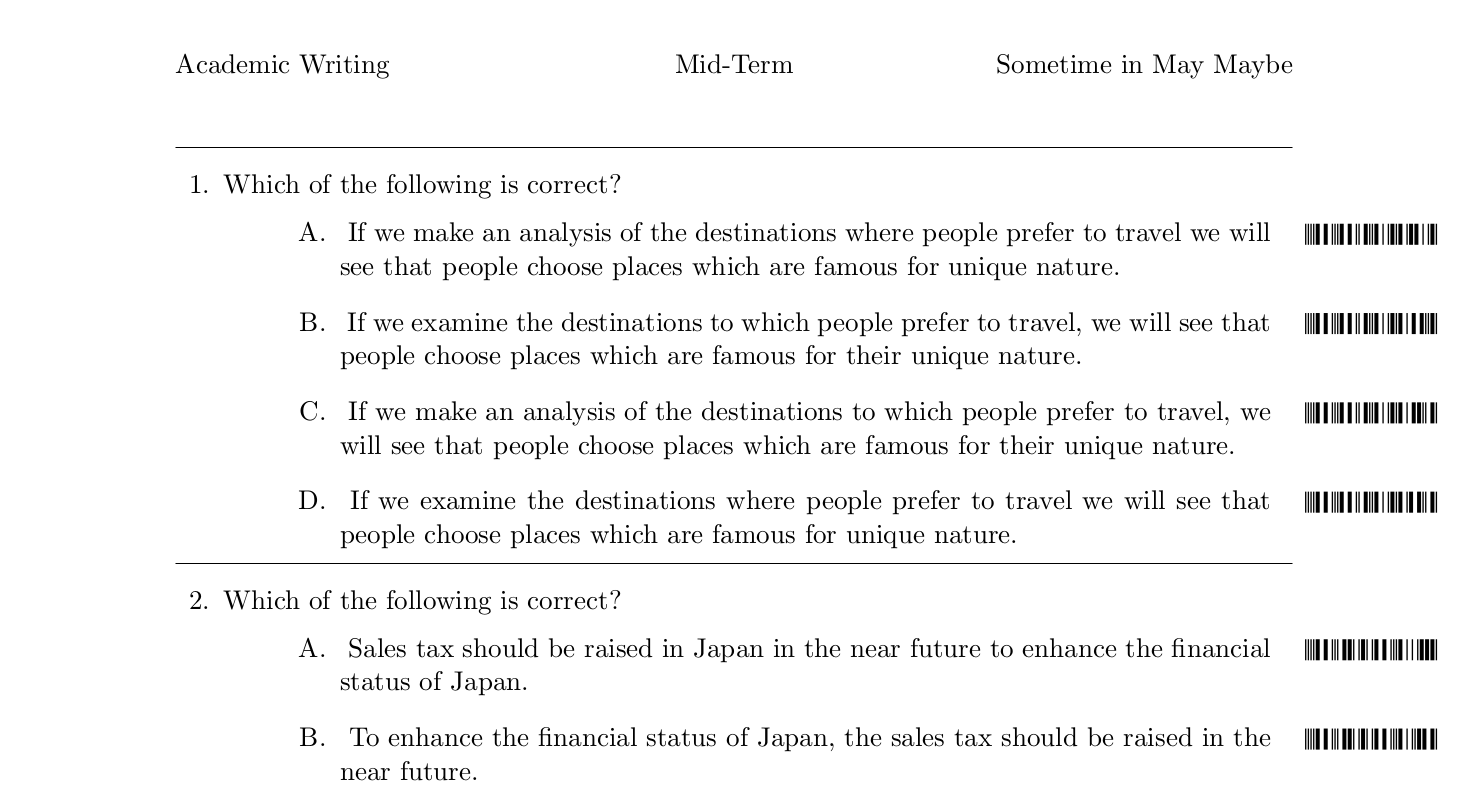 Academic Writing Mid-Term Sometime in May Maybe
1. Which of the following is correct?
A. If we make an analysis of the destinations where people prefer to travel we will
see that people choose places which are famous for unique nature.
B. If we examine the destinations to which people prefer to travel, we will see that
people choose places which are famous for their unique nature.
C. If we make an analysis of the destinations to which people prefer to travel, we
will see that people choose places which are famous for their unique nature.
D. If we examine the destinations where people prefer to travel we will see that
people choose places which are famous for unique nature.
2. Which of the following is correct?
A. Sales tax should be raised in Japan in the near future to enhance the financial
status of Japan.
B. To enhance the financial status of Japan, the sales tax should be raised in the
near future.